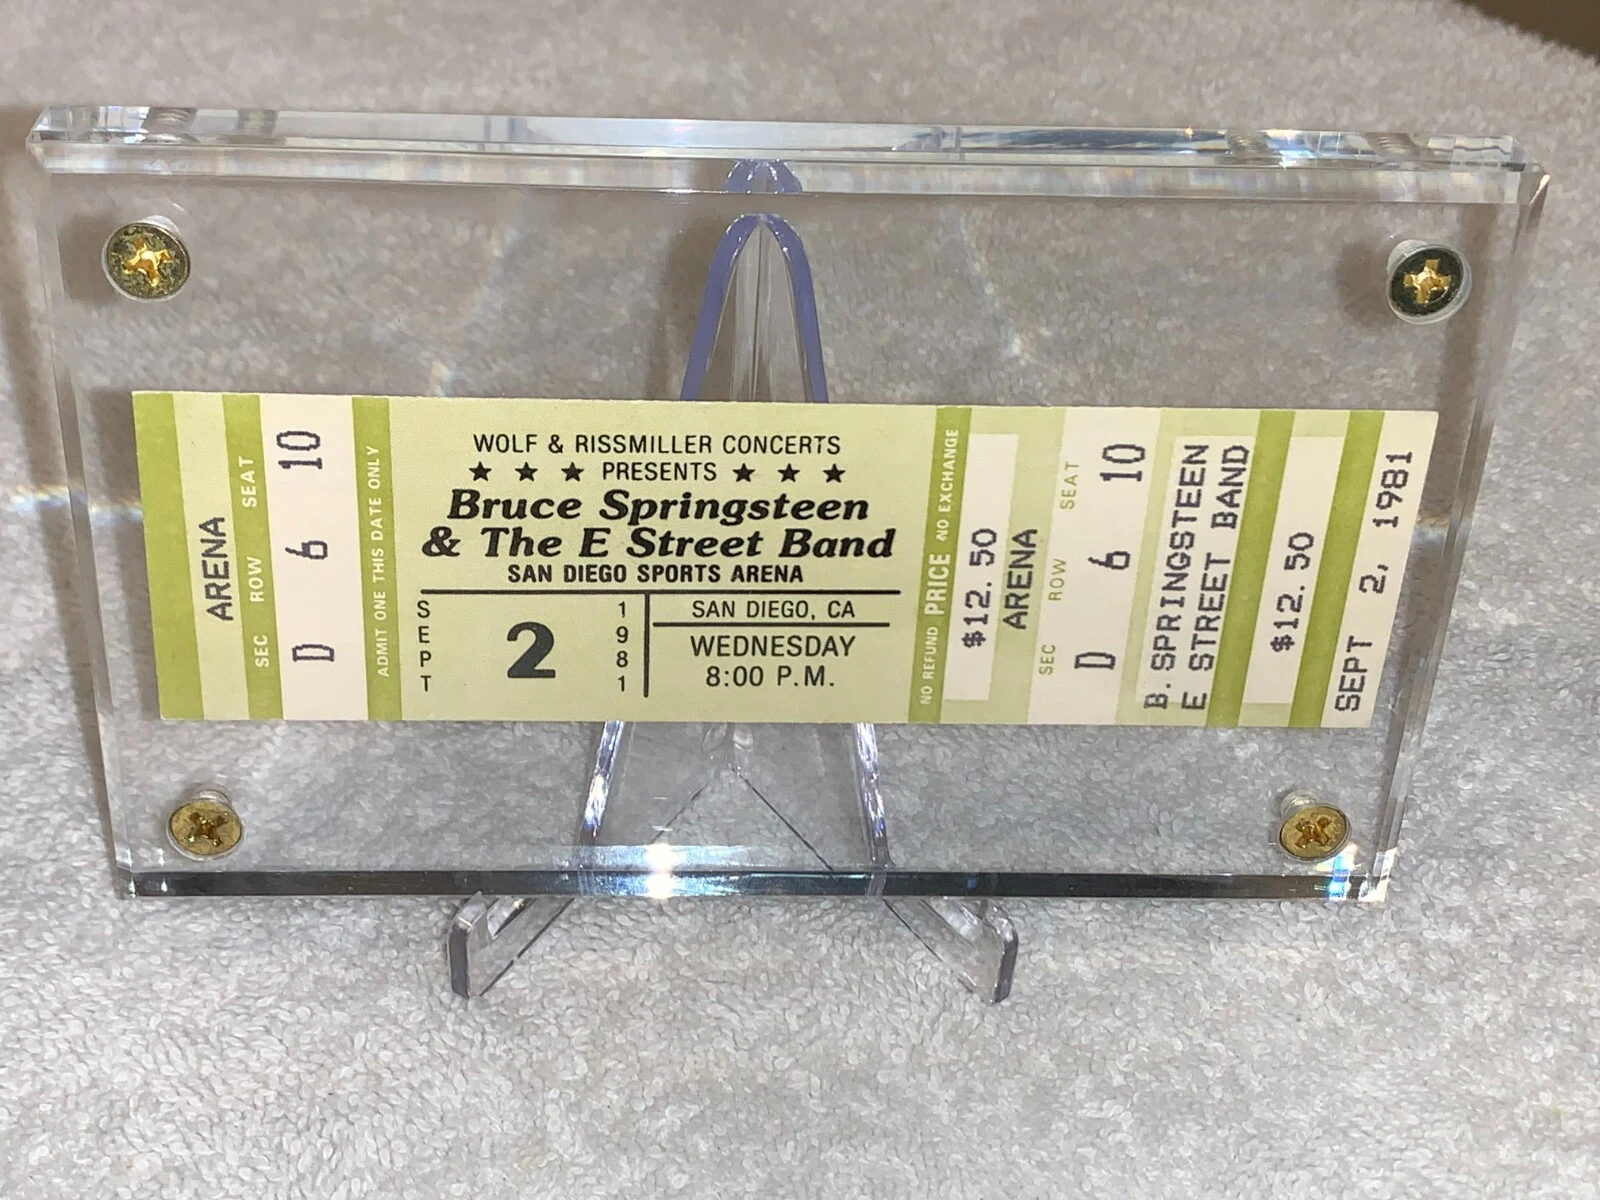 ARENA
SEC ROW SEAT
D 6 10
ADMIT ONE THIS DATE ONLY
WOLF & RISSMILLER CONCERTS
★ ★ ★ PRESENTS ★ ★ ★
Bruce Springsteen
& The E Street Band
SAN DIEGO SPORTS ARENA
SEPT 2 1981
SAN DIEGO, CA
WEDNESDAY
8:00 P.M.
NO REFUND PRICE NO EXCHANGE
$12.50
ARENA
SEC ROW SEAT
D 6 10
B. SPRINGSTEEN
E STREET BAND
$12.50
SEPT 2, 1981